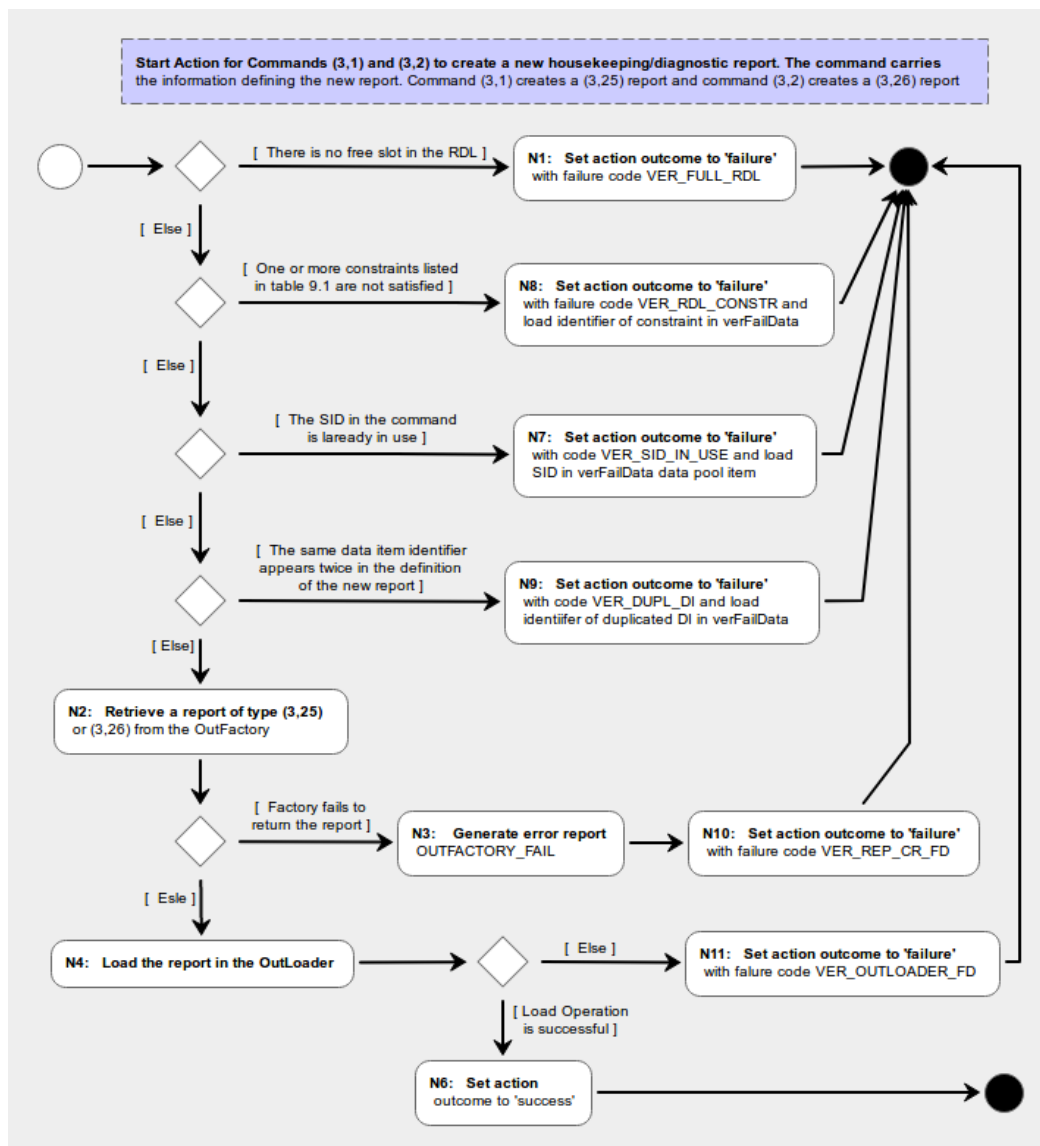 Start Action for Commands (3,1) and (3,2) to create a new housekeeping/diagnostic report. The command carries
the information defining the new report. Command (3,1) creates a (3,25) report and command (3,2) creates a (3,26) report
[ There is no free slot in the RDL ]
N1: Set action outcome to 'failure'
with failure code VER_FULL_RDL
[ Else ]
[ One or more constraints listed
in table 9.1 are not satisfied ]
N8: Set action outcome to 'failure'
with failure code VER_RDL_CONSTR and
load identifier of constraint in verFailData
[ Else ]
[ The SID in the command
is laready in use ]
N7: Set action outcome to 'failure'
with code VER_SID_IN_USE and load
SID in verFailData data pool item
[ Else ]
[ The same data item identifier
appears twice in the definition
of the new report ]
N9: Set action outcome to 'failure'
with code VER_DUPL_DI and load
identiifer of duplicated DI in verFailData
[ Else]
N2: Retrieve a report of type (3,25)
or (3,26) from the OutFactory
[ Factory fails to
return the report ]
N3: Generate error report
OUTFACTORY_FAIL
N10: Set action outcome to 'failure'
with failure code VER_REP_CR_FD
[ Esle ]
N4: Load the report in the OutLoader
[ Else ]
N11: Set action outcome to 'failure'
with falure code VER_OUTLOADER_FD
[ Load Operation
is successful ]
N6: Set action
outcome to 'success'